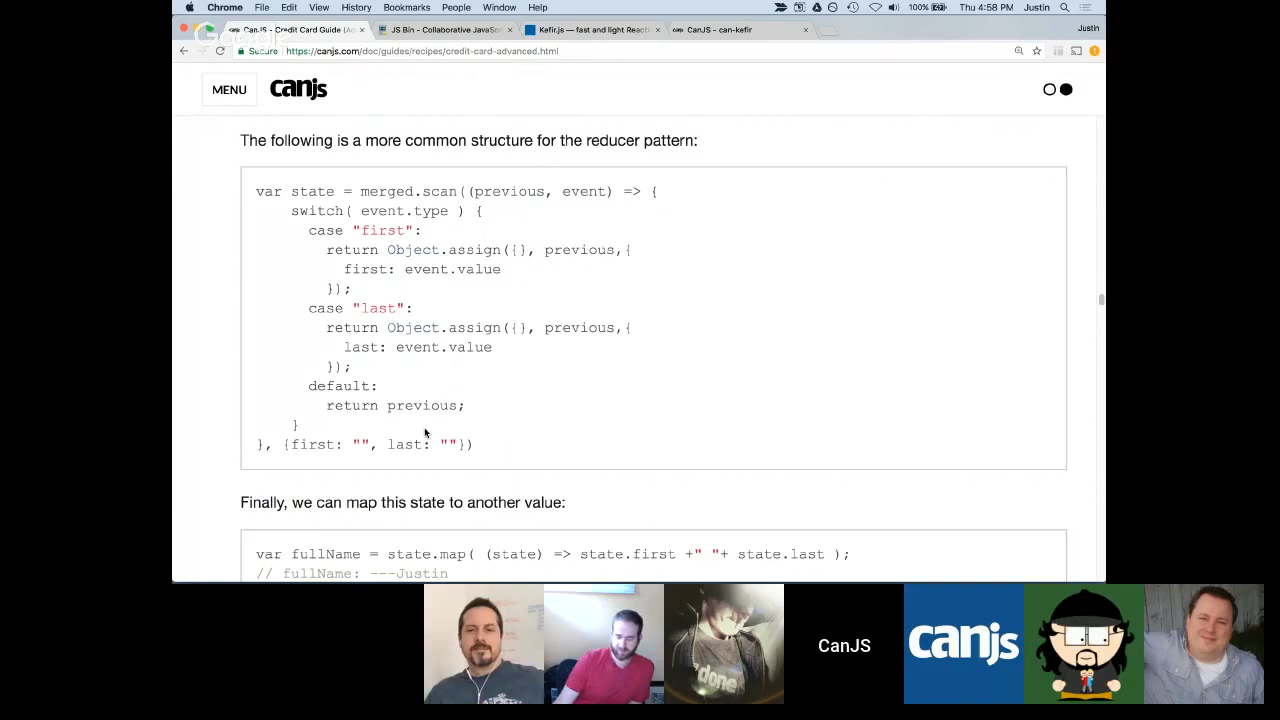 Chrome File Edit View History Bookmarks People Window Help 100% Thu 4:58 PM Justin
CanJS - Credit Card Guide (Ad JS Bin - Collaborative JavaScr Kefir.js — fast and light Reacti CanJS - can-kefir Justin
Secure https://canjs.com/doc/guides/recipes/credit-card-advanced.html
MENU canjs
The following is a more common structure for the reducer pattern:
var state = merged.scan((previous, event) => {
switch( event.type ) {
case "first":
return Object.assign({}, previous,{
first: event.value
});
case "last":
return Object.assign({}, previous,{
last: event.value
});
default:
return previous;
}
}, {first: "", last: ""})
Finally, we can map this state to another value:
var fullName = state.map( (state) => state.first +" "+ state.last );
// fullName: ---Justin
done
CanJS
canjs